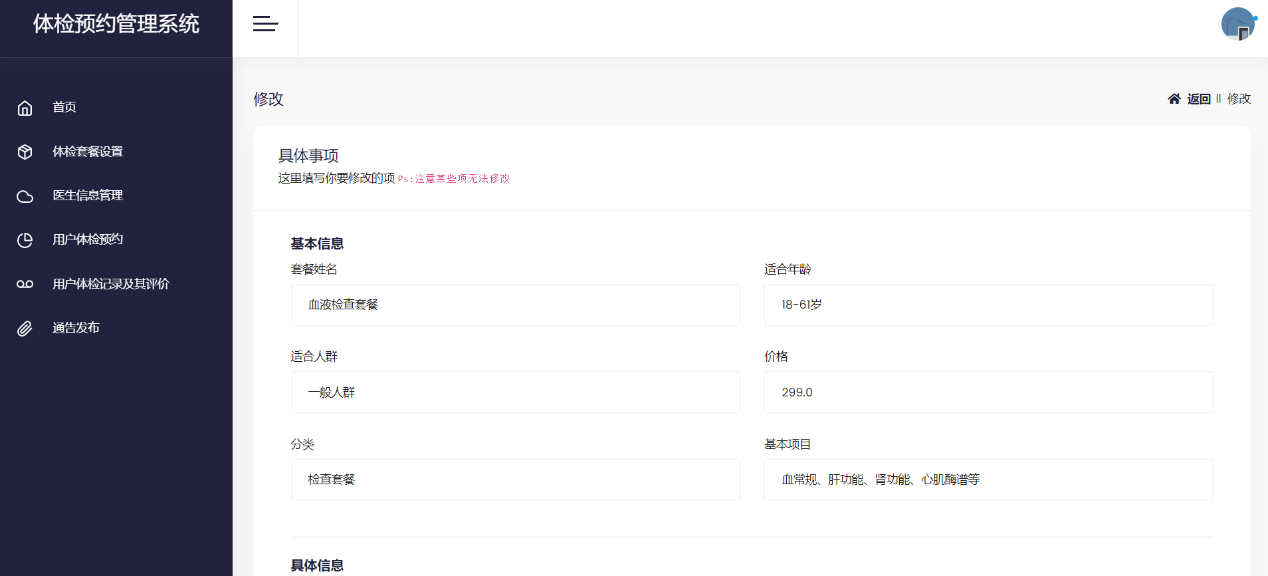 体检预约管理系统
首页
体检套餐设置
医生信息管理
用户体检预约
用户体检记录及其评价
通告发布
修改
返回 || 修改
具体事项
这里填写你要修改的项 Ps:注意某些项无法修改
基本信息
套餐姓名
适合年龄
血液检查套餐
18-61岁
适合人群
价格
一般人群
299.0
分类
基本项目
检查套餐
血常规、肝功能、肾功能、心肌酶谱等
具体信息